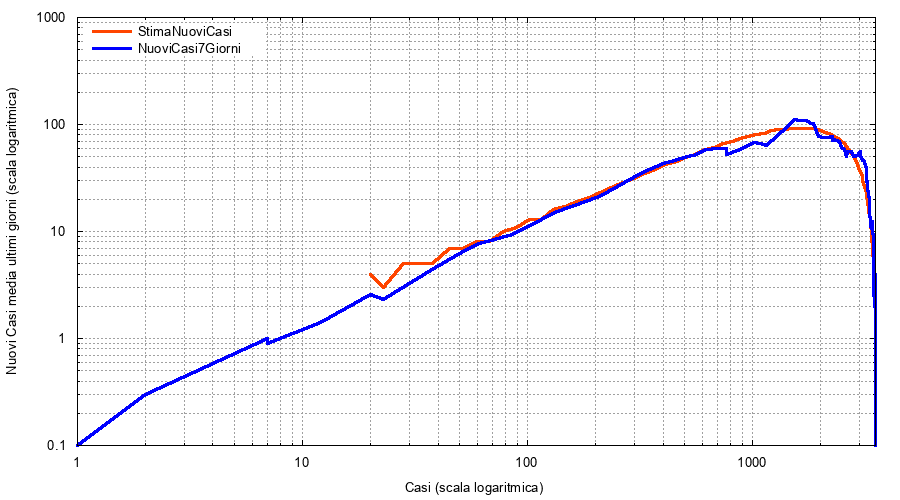 1000
StimaNuoviCasi
NuoviCasi7Giorni
100
10
1
0.1
Nuovi Casi media ultimi giorni (scala logaritmica)
1 10 100 1000
Casi (scala logaritmica)